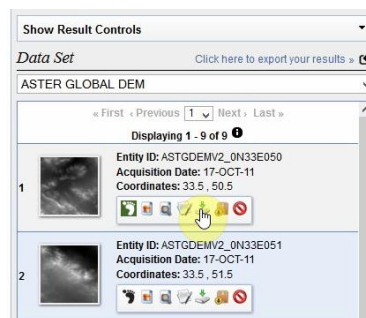 Show Result Controls
Data Set Click here to export your results »
ASTER GLOBAL DEM
« First ‹ Previous 1 Next › Last »
Displaying 1 - 9 of 9
Entity ID: ASTGDEMV2_0N33E050
Acquisition Date: 17-OCT-11
Coordinates: 33.5 , 50.5
1
Entity ID: ASTGDEMV2_0N33E051
Acquisition Date: 17-OCT-11
Coordinates: 33.5 , 51.5
2